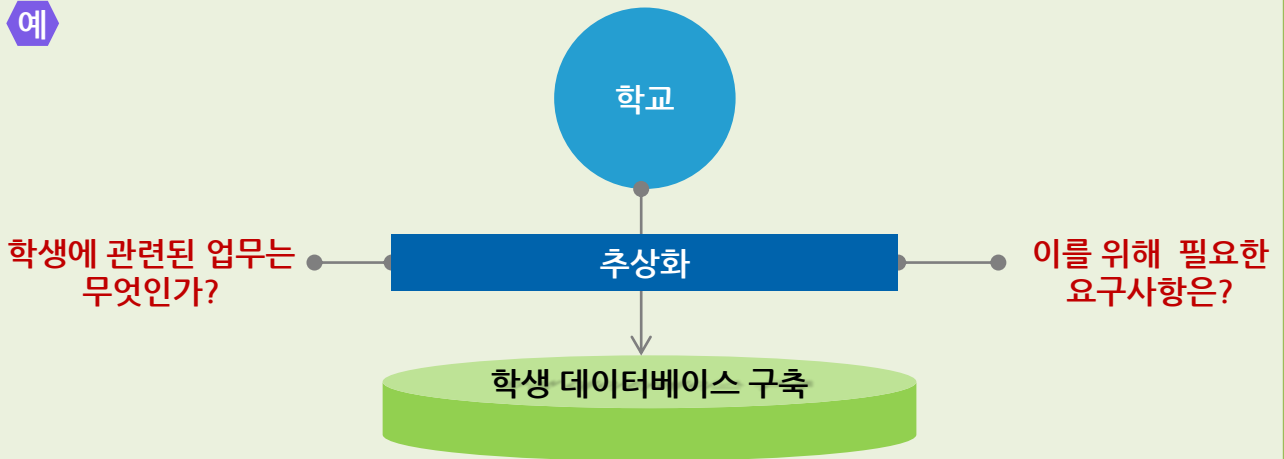 예
학교
학생에 관련된 업무는
무엇인가?
추상화
이를 위해 필요한
요구사항은?
학생 데이터베이스 구축